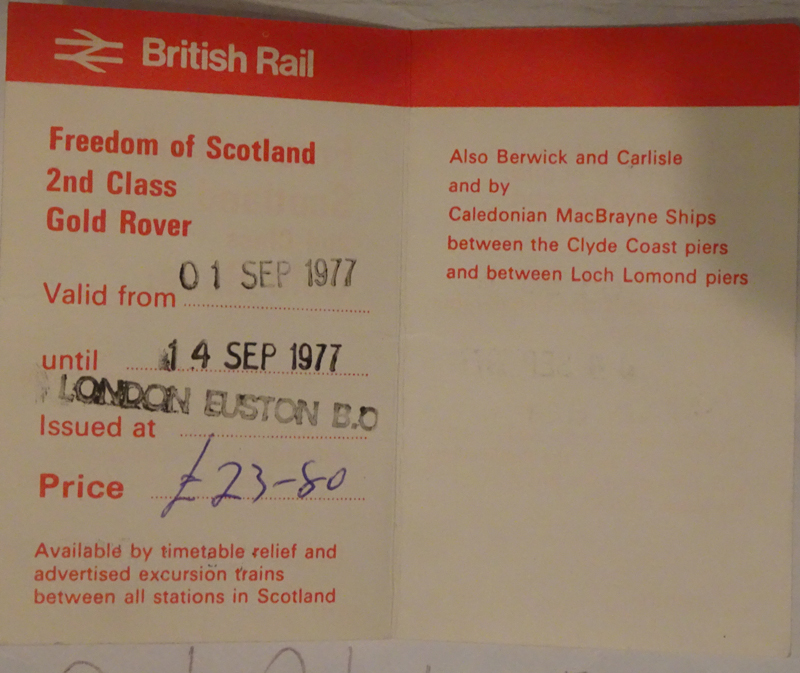 British Rail
Freedom of Scotland
2nd Class
Gold Rover
Valid from 01 SEP 1977
until 14 SEP 1977
LONDON EUSTON B.O
Issued at
Price £23-80
Available by timetable relief and
advertised excursion trains
between all stations in Scotland
Also Berwick and Carlisle
and by
Caledonian MacBrayne Ships
between the Clyde Coast piers
and between Loch Lomond piers